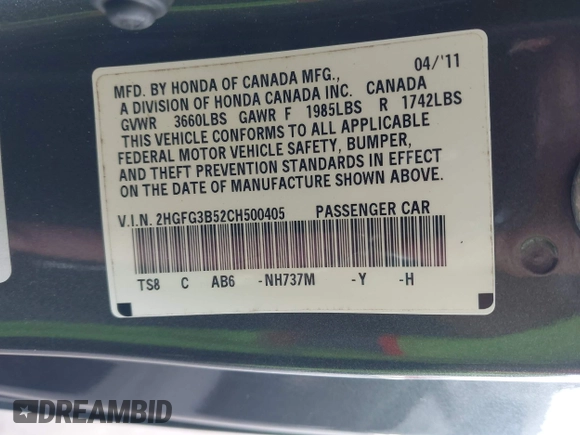 MFD. BY HONDA OF CANADA MFG., 04/'11
A DIVISION OF HONDA CANADA INC. CANADA
GVWR 3660LBS GAWR F 1985LBS R 1742LBS
THIS VEHICLE CONFORMS TO ALL APPLICABLE
FEDERAL MOTOR VEHICLE SAFETY, BUMPER,
AND THEFT PREVENTION STANDARDS IN EFFECT
ON THE DATE OF MANUFACTURE SHOWN ABOVE.
V.I.N. 2HGFG3B52CH500405 PASSENGER CAR
TS8 C AB6 -NH737M -Y -H
DREAMBID